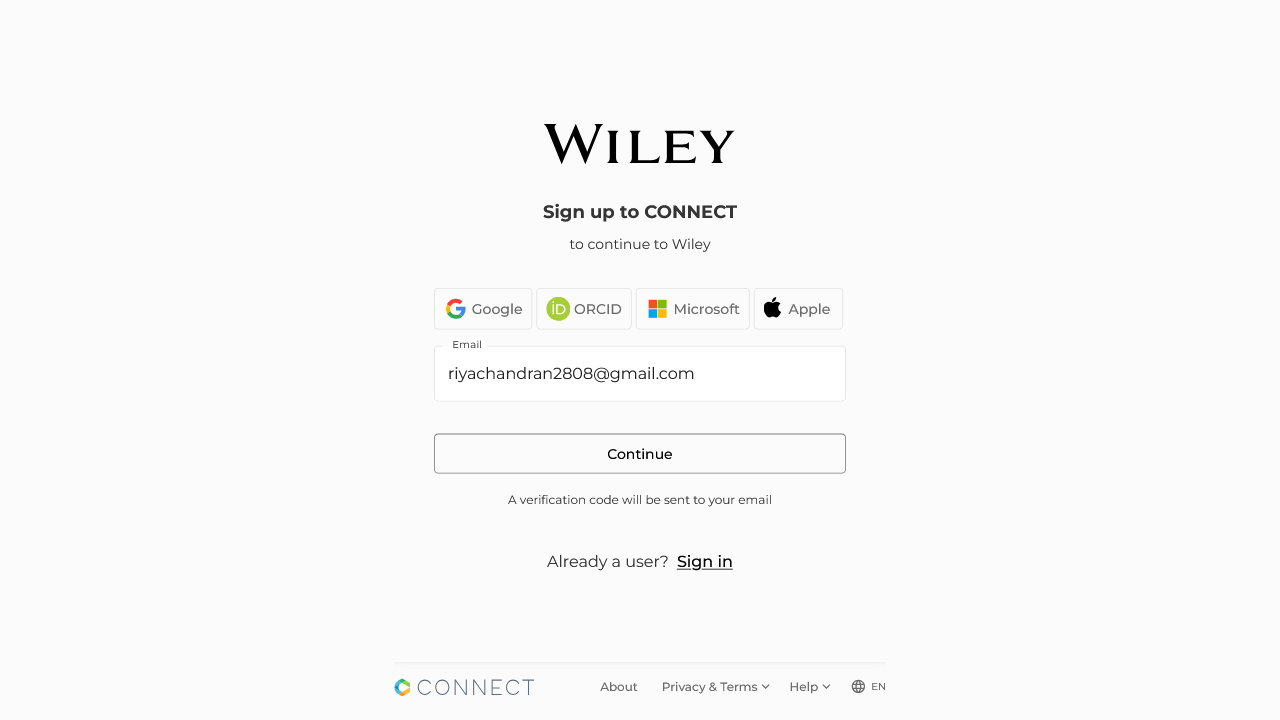 WILEY
Sign up to CONNECT
to continue to Wiley
Google iD ORCID Microsoft Apple
Email
riyachandran2808@gmail.com
Continue
A verification code will be sent to your email
Already a user? Sign in
CONNECT About Privacy & Terms Help EN